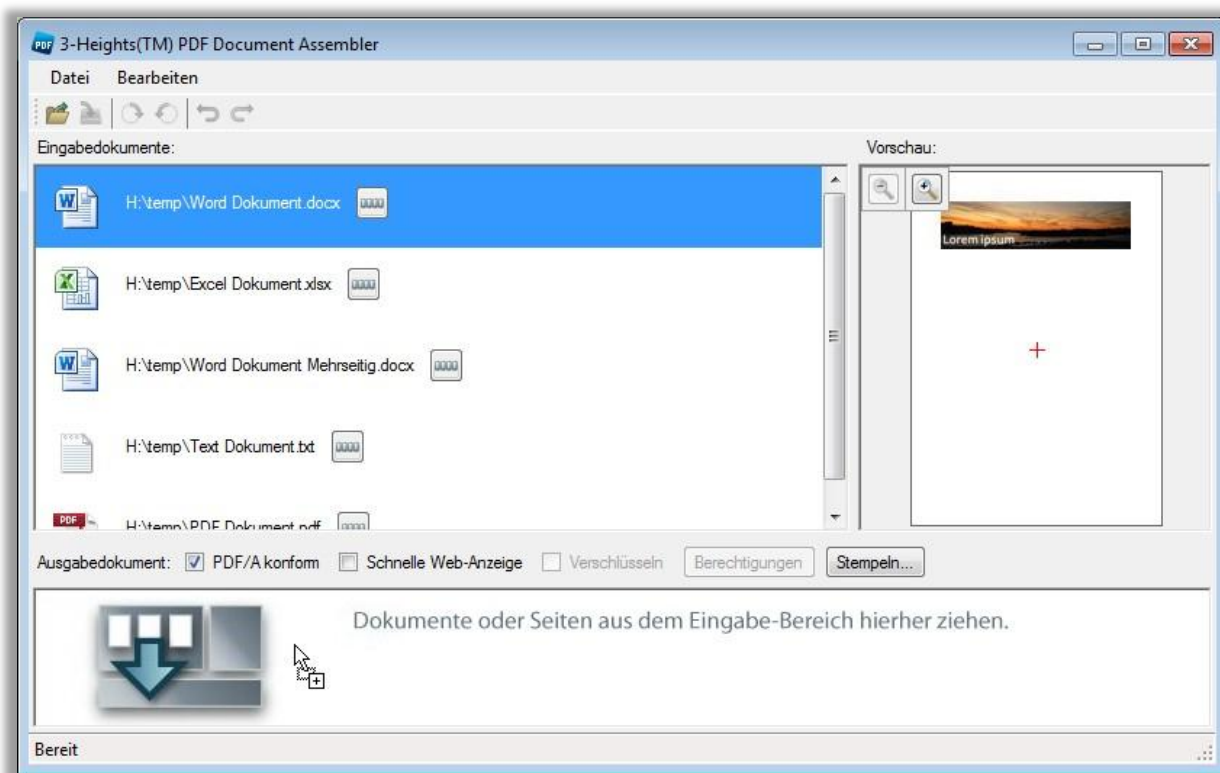 3-Heights(TM) PDF Document Assembler
Datei Bearbeiten
Eingabedokumente:
Vorschau:
H:\temp\Word Dokument.docx
Lorem ipsum
H:\temp\Excel Dokument.xlsx
H:\temp\Word Dokument Mehrseitig.docx
H:\temp\Text Dokument.txt
PDF
H:\temp\PDF Dokument.pdf
Ausgabedokument: PDF/A konform Schnelle Web-Anzeige Verschlüsseln Berechtigungen Stempeln...
Dokumente oder Seiten aus dem Eingabe-Bereich hierher ziehen.
Bereit